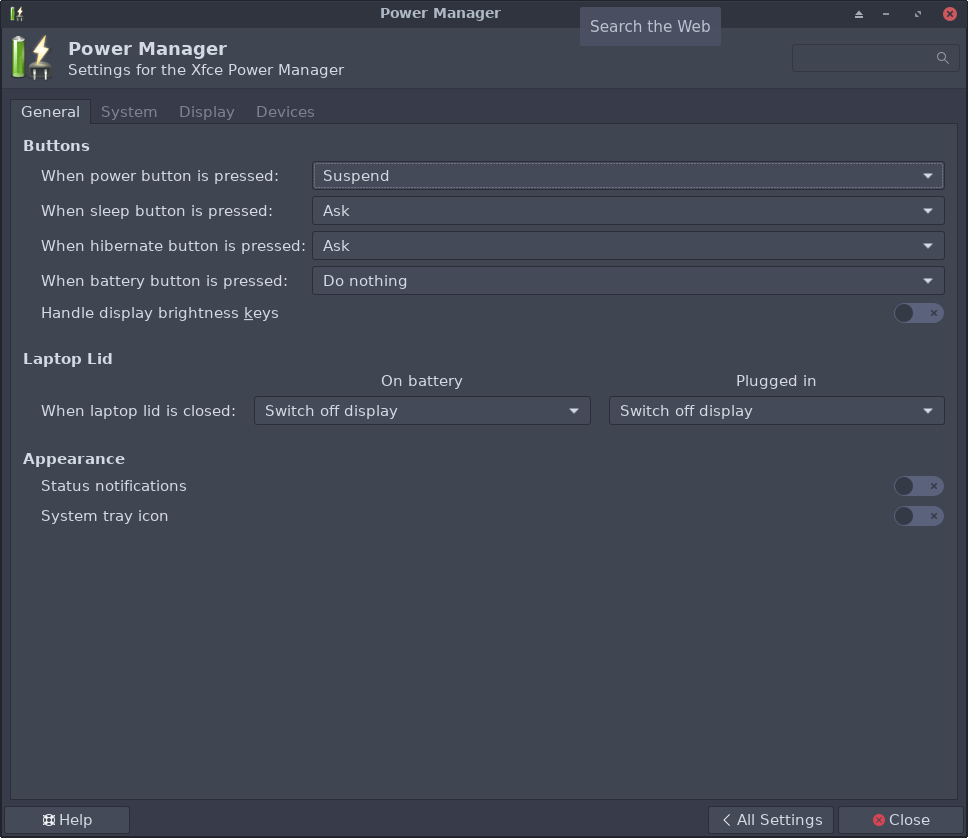 Power Manager
Search the Web
Power Manager
Settings for the Xfce Power Manager
General System Display Devices
Buttons
When power button is pressed: Suspend
When sleep button is pressed: Ask
When hibernate button is pressed: Ask
When battery button is pressed: Do nothing
Handle display brightness keys
Laptop Lid
On battery Plugged in
When laptop lid is closed: Switch off display Switch off display
Appearance
Status notifications
System tray icon
Help All Settings Close